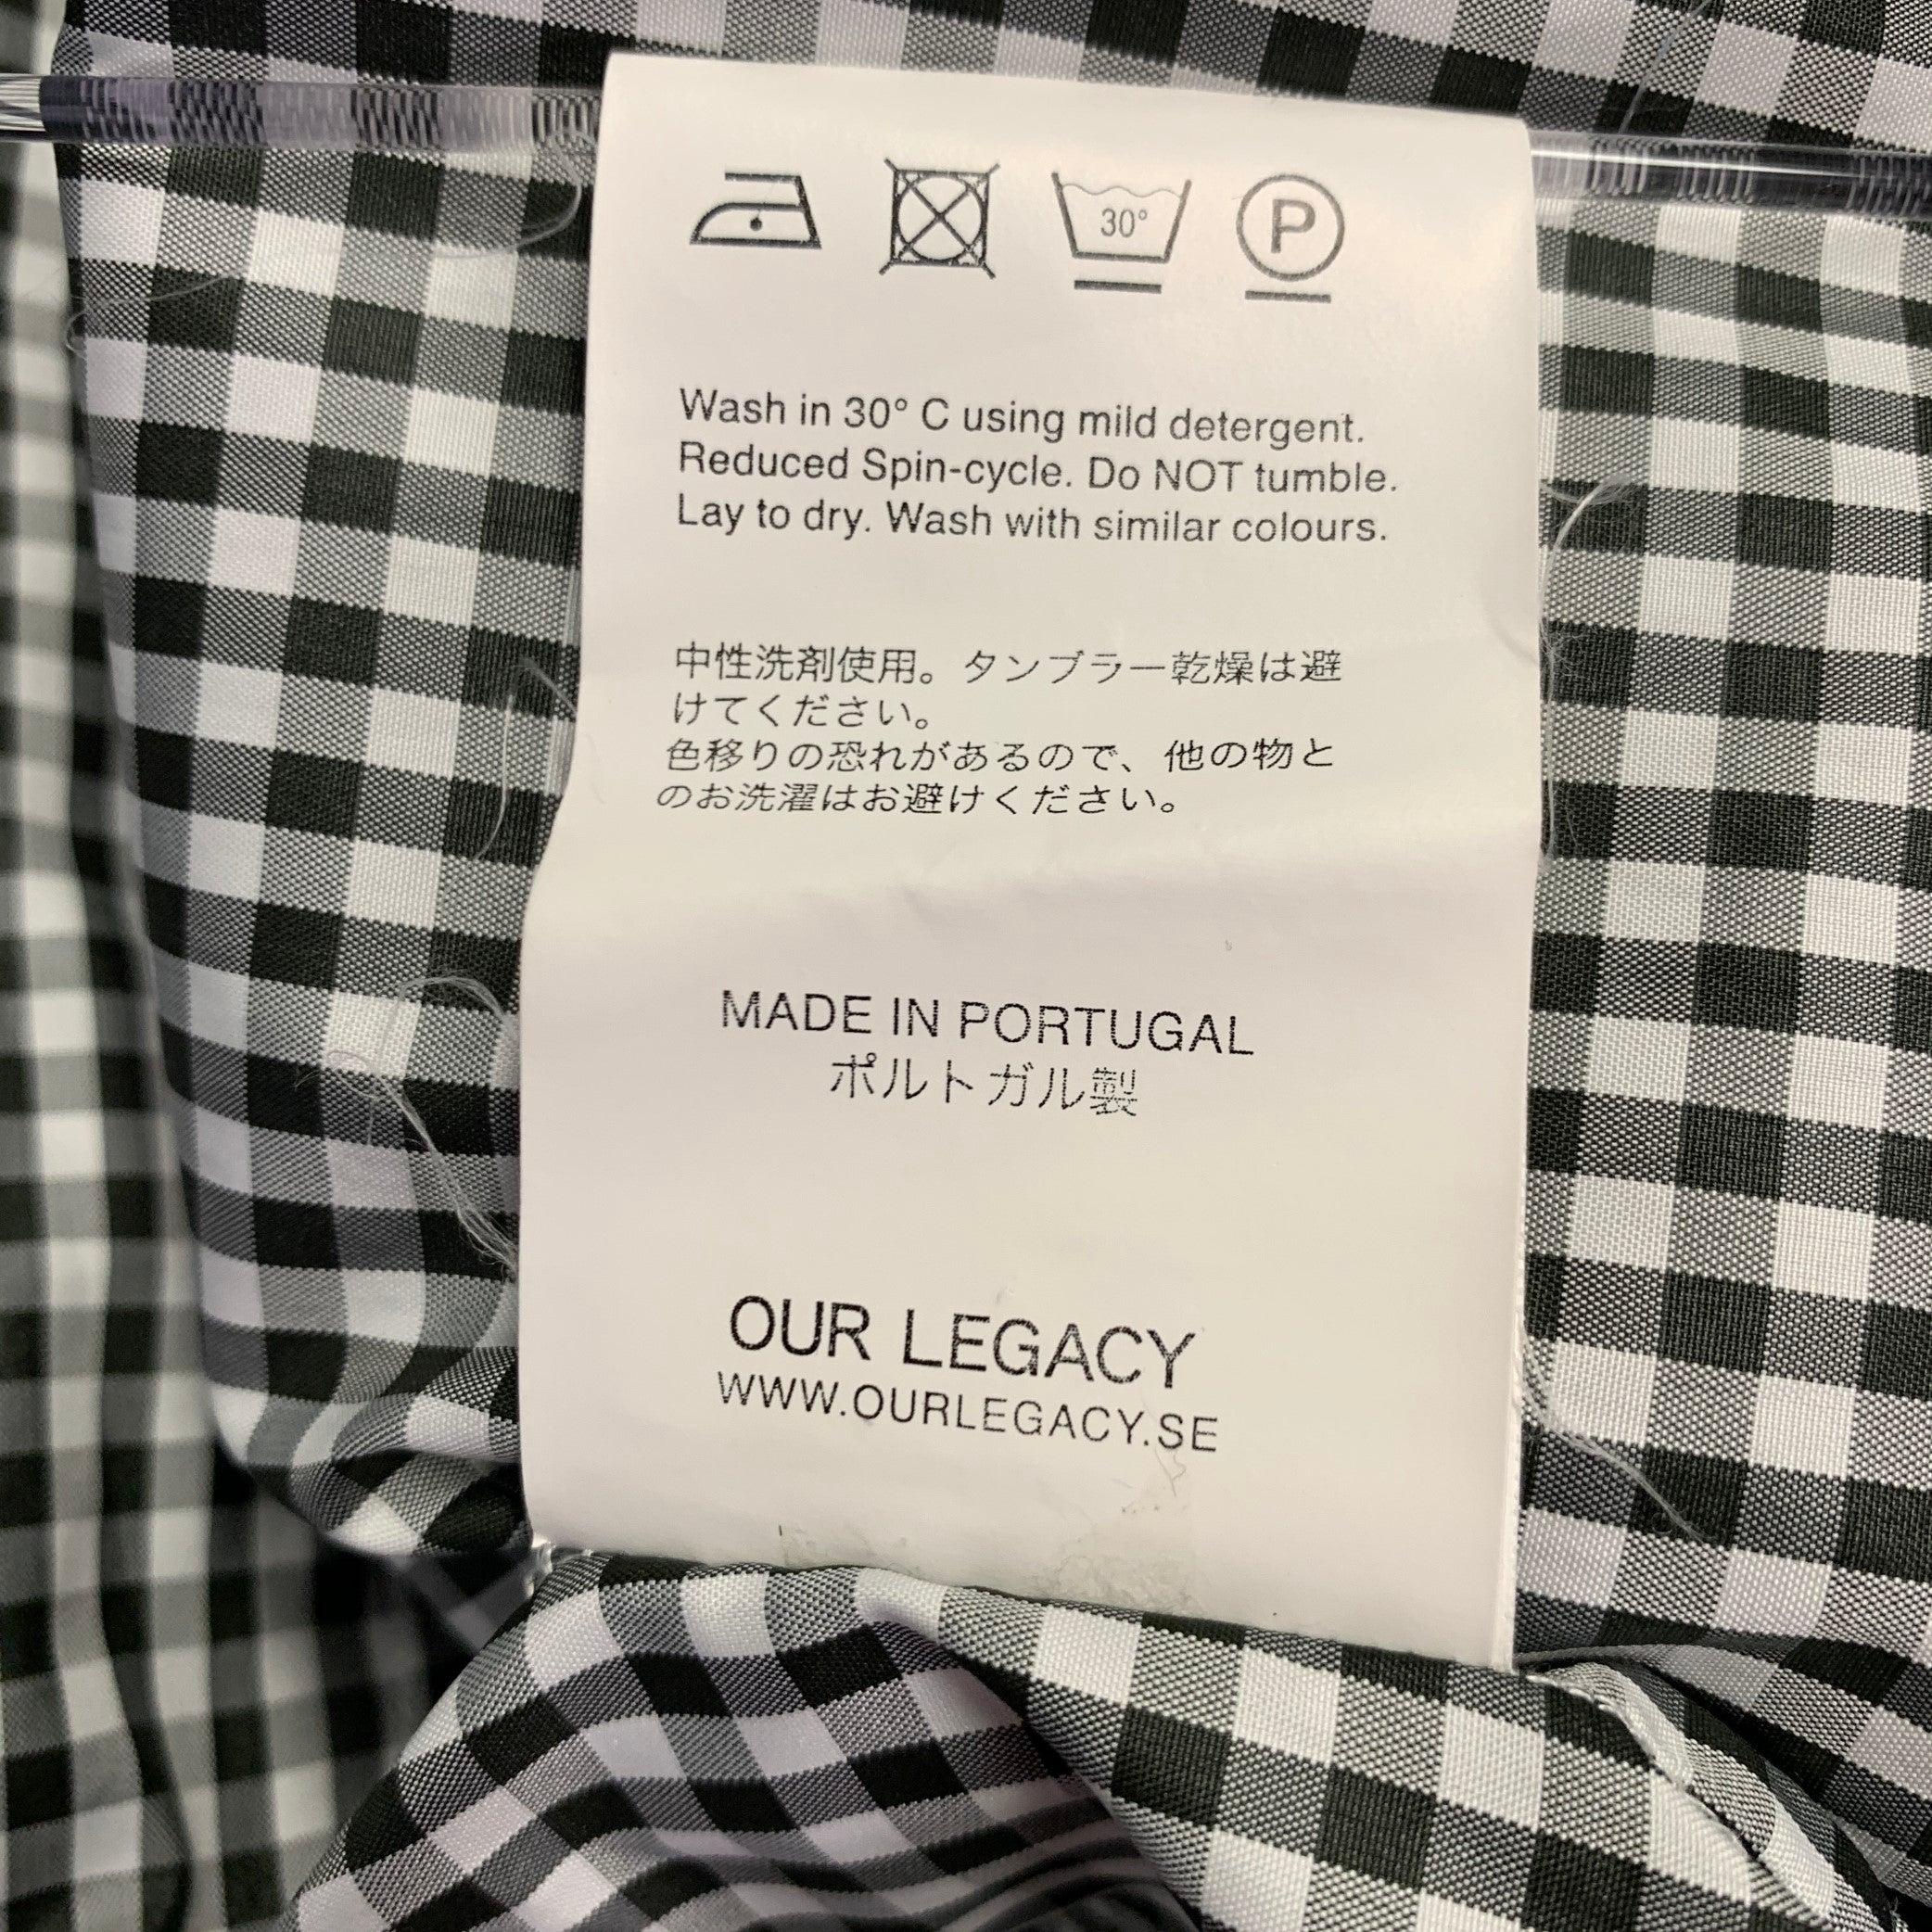 30°
P
Wash in 30° C using mild detergent.
Reduced Spin-cycle. Do NOT tumble.
Lay to dry. Wash with similar colours.
中性洗剤使用。タンブラー乾燥は避
けてください。
色移りの恐れがあるので、他の物と
のお洗濯はお避けください。
MADE IN PORTUGAL
ポルトガル製
OUR LEGACY
WWW.OURLEGACY.SE